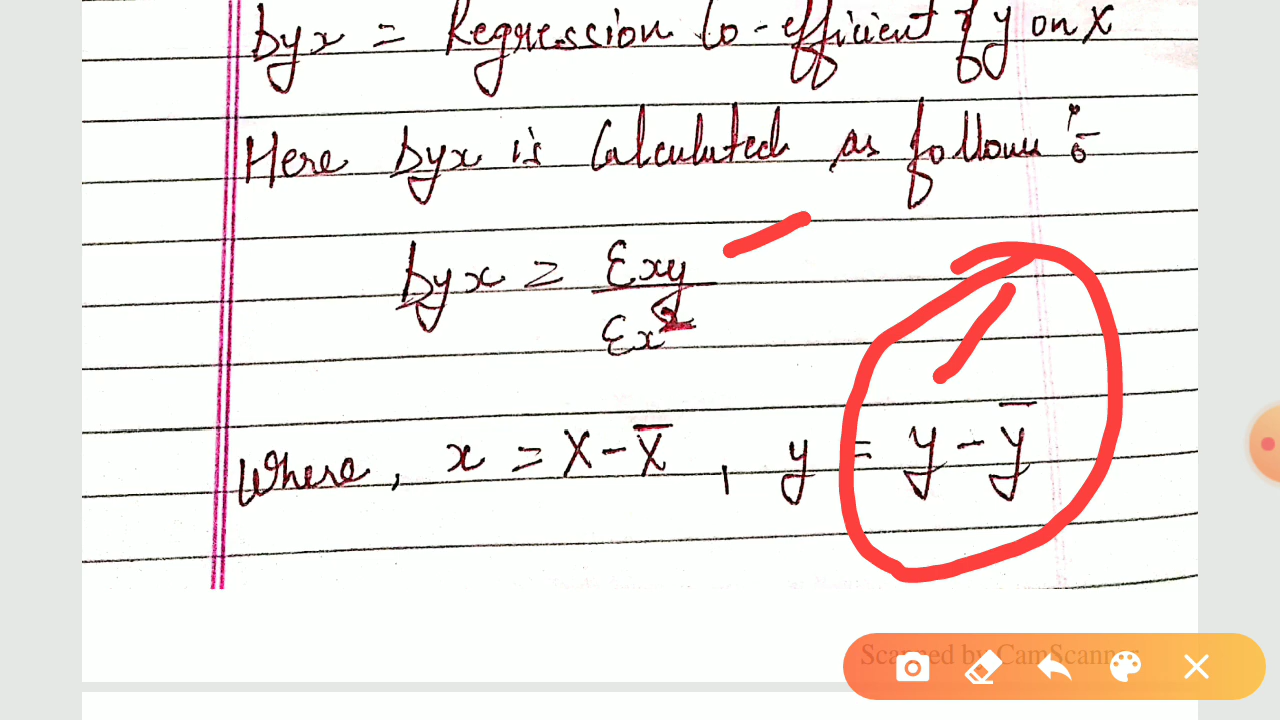 byx = Regression Co-efficient of y on X
Here byx is Calculated as follows :-
byx = Σxy
Σx²
Where, x = X - X̅ , y = y - y̅
Scanned by CamScanner